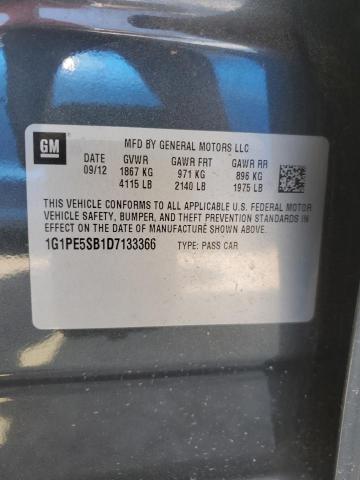 GM
MFD BY GENERAL MOTORS LLC
DATE GVWR GAWR FRT GAWR RR
09/12 1867 KG 971 KG 896 KG
4115 LB 2140 LB 1975 LB
THIS VEHICLE CONFORMS TO ALL APPLICABLE U.S. FEDERAL MOTOR
VEHICLE SAFETY, BUMPER, AND THEFT PREVENTION STANDARDS IN
EFFECT ON THE DATE OF MANUFACTURE SHOWN ABOVE.
1G1PE5SB1D7133366 TYPE: PASS CAR